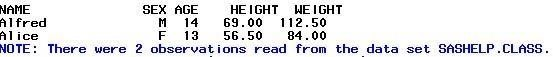 NAME SEX AGE HEIGHT WEIGHT
Alfred M 14 69.00 112.50
Alice F 13 56.50 84.00
NOTE: There were 2 observations read from the data set SASHELP.CLASS.